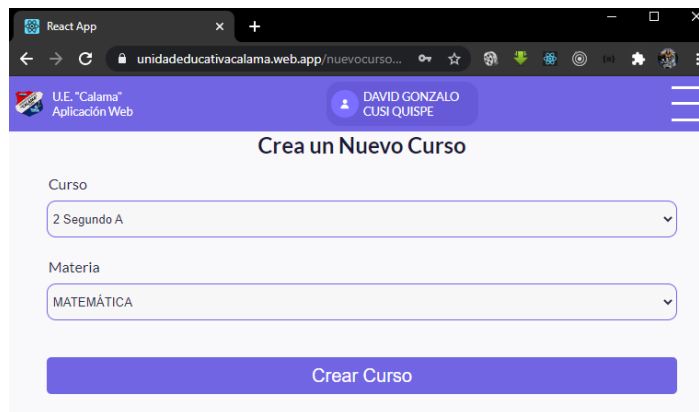 React App
unidadeducativacalama.web.app/nuevocurso...
U.E. "Calama"
Aplicación Web
DAVID GONZALO
CUSI QUISPE
Crea un Nuevo Curso
Curso
2 Segundo A
Materia
MATEMÁTICA
Crear Curso